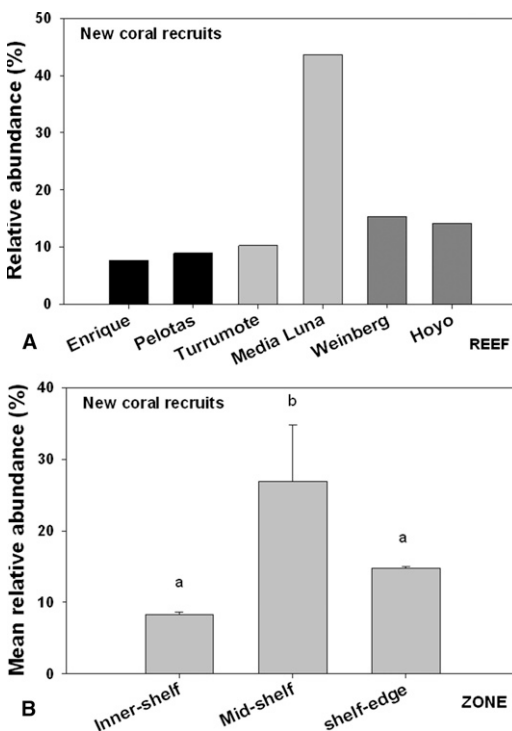 Relative abundance (%)
New coral recruits
50
40
30
20
10
0
Enrique
Pelotas
Turrumote
Media Luna
Weinberg
Hoyo
A
REEF
Mean relative abundance (%)
New coral recruits
40
30
20
10
0
a
b
a
Inner-shelf
Mid-shelf
shelf-edge
B
ZONE